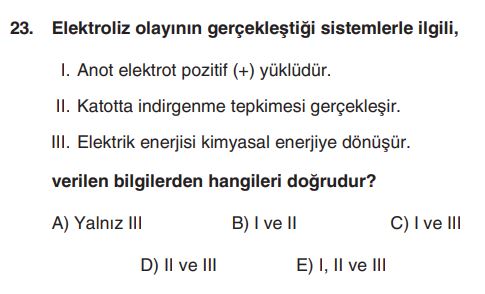 23. Elektroliz olayının gerçekleştiği sistemlerle ilgili,
I. Anot elektrot pozitif (+) yüklüdür.
II. Katotta indirgenme tepkimesi gerçekleşir.
III. Elektrik enerjisi kimyasal enerjiye dönüşür.
verilen bilgilerden hangileri doğrudur?
A) Yalnız III B) I ve II C) I ve III
D) II ve III E) I, II ve III